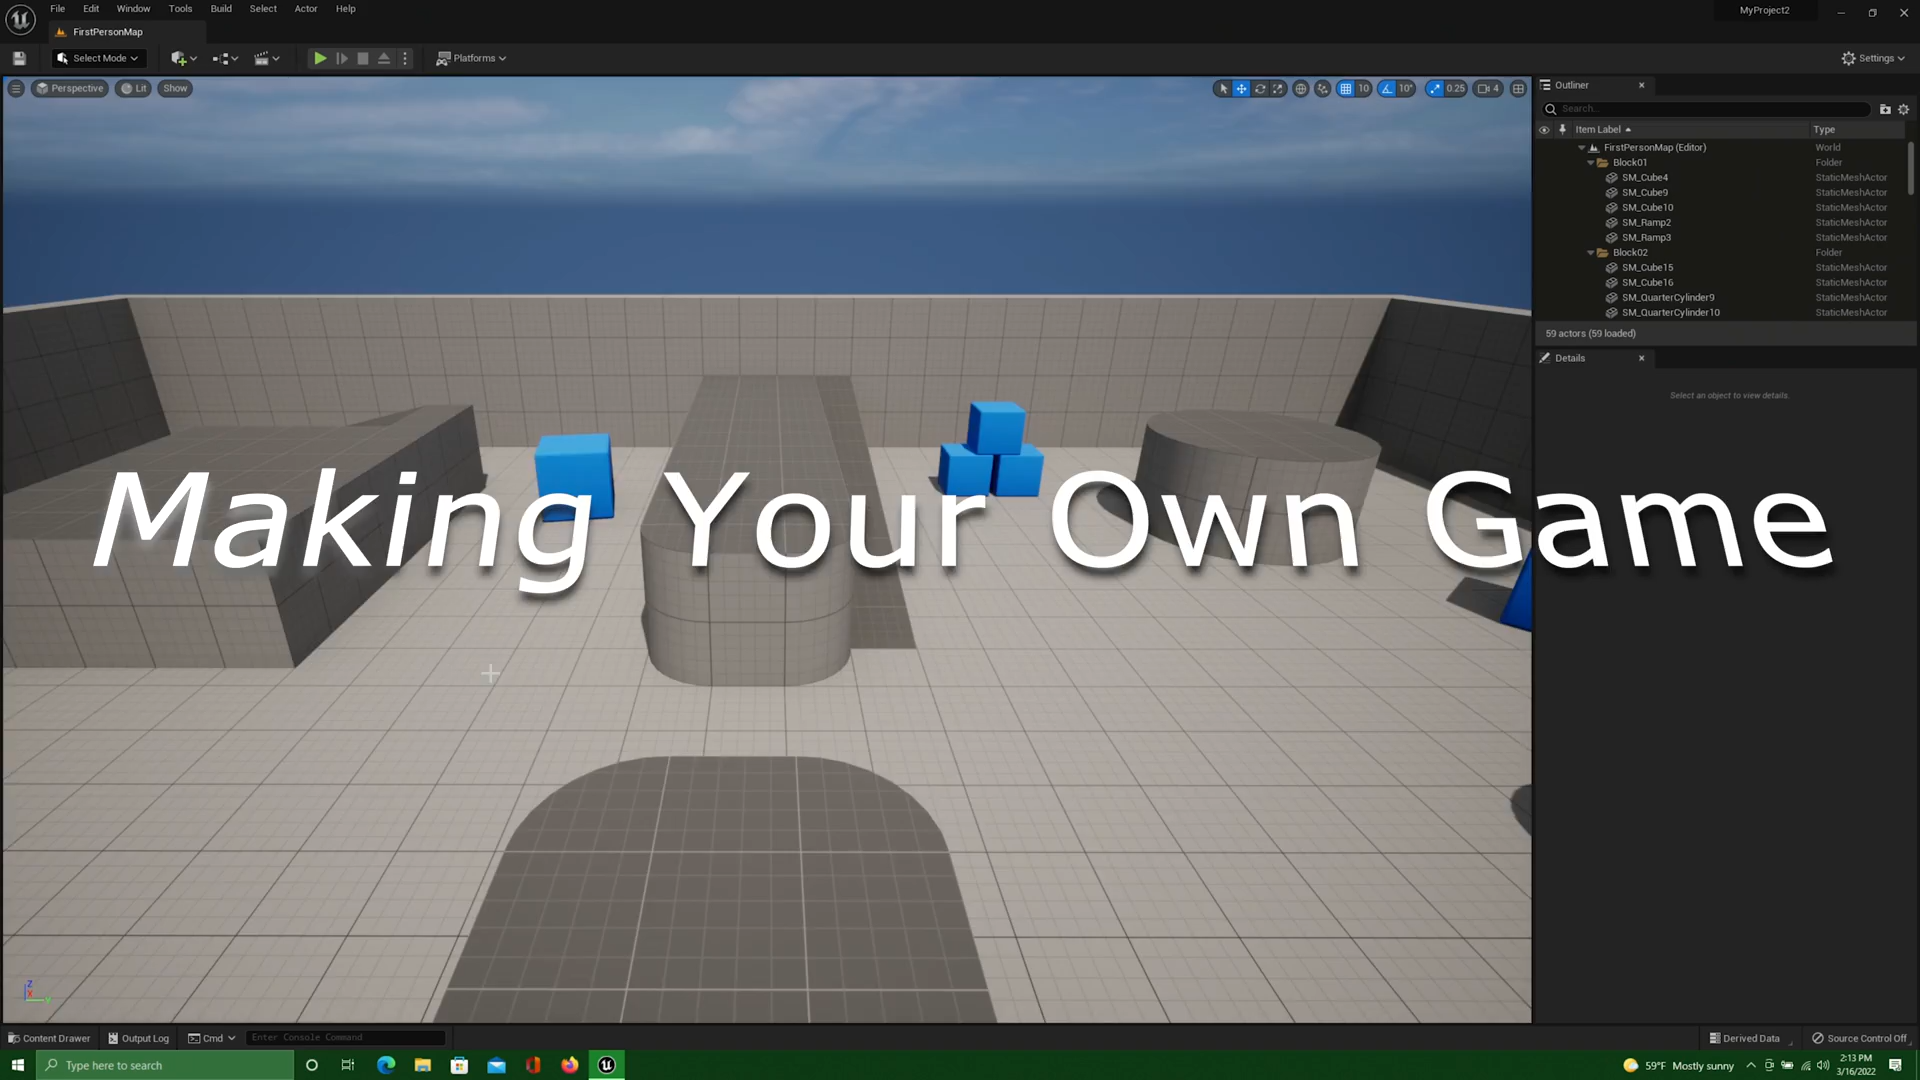 File Edit Window Tools Build Select Actor Help
MyProject2
FirstPersonMap
Select Mode
Platforms
Settings
Perspective Lit Show
10 10° 0.25 4
Outliner
Search...
Item Label Type
FirstPersonMap (Editor) World
Block01 Folder
SM_Cube4 StaticMeshActor
SM_Cube9 StaticMeshActor
SM_Cube10 StaticMeshActor
SM_Ramp2 StaticMeshActor
SM_Ramp3 StaticMeshActor
Block02 Folder
SM_Cube15 StaticMeshActor
SM_Cube16 StaticMeshActor
SM_QuarterCylinder9 StaticMeshActor
SM_QuarterCylinder10 StaticMeshActor
59 actors (59 loaded)
Details
Select an object to view details.
Making Your Own Game
Z
X
Y
Content Drawer Output Log Cmd Enter Console Command
Derived Data Source Control Off
Type here to search
59°F Mostly sunny
2:13 PM
3/16/2022